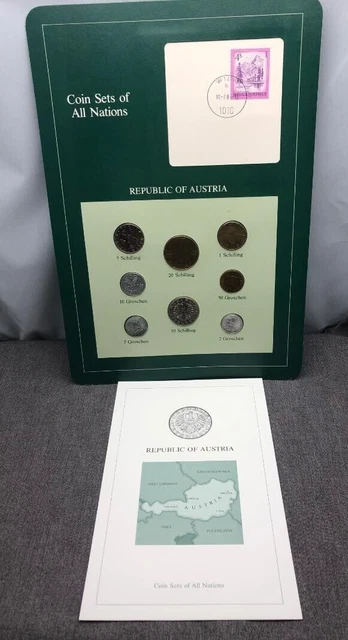 Coin Sets of
All Nations
1010
REPUBLIC OF AUSTRIA
5 Schilling
20 Schilling
1 Schilling
10 Groschen
50 Groschen
5 Groschen
10 Schilling
2 Groschen
REPUBLIC OF AUSTRIA
AUSTRIA
Coin Sets of All Nations